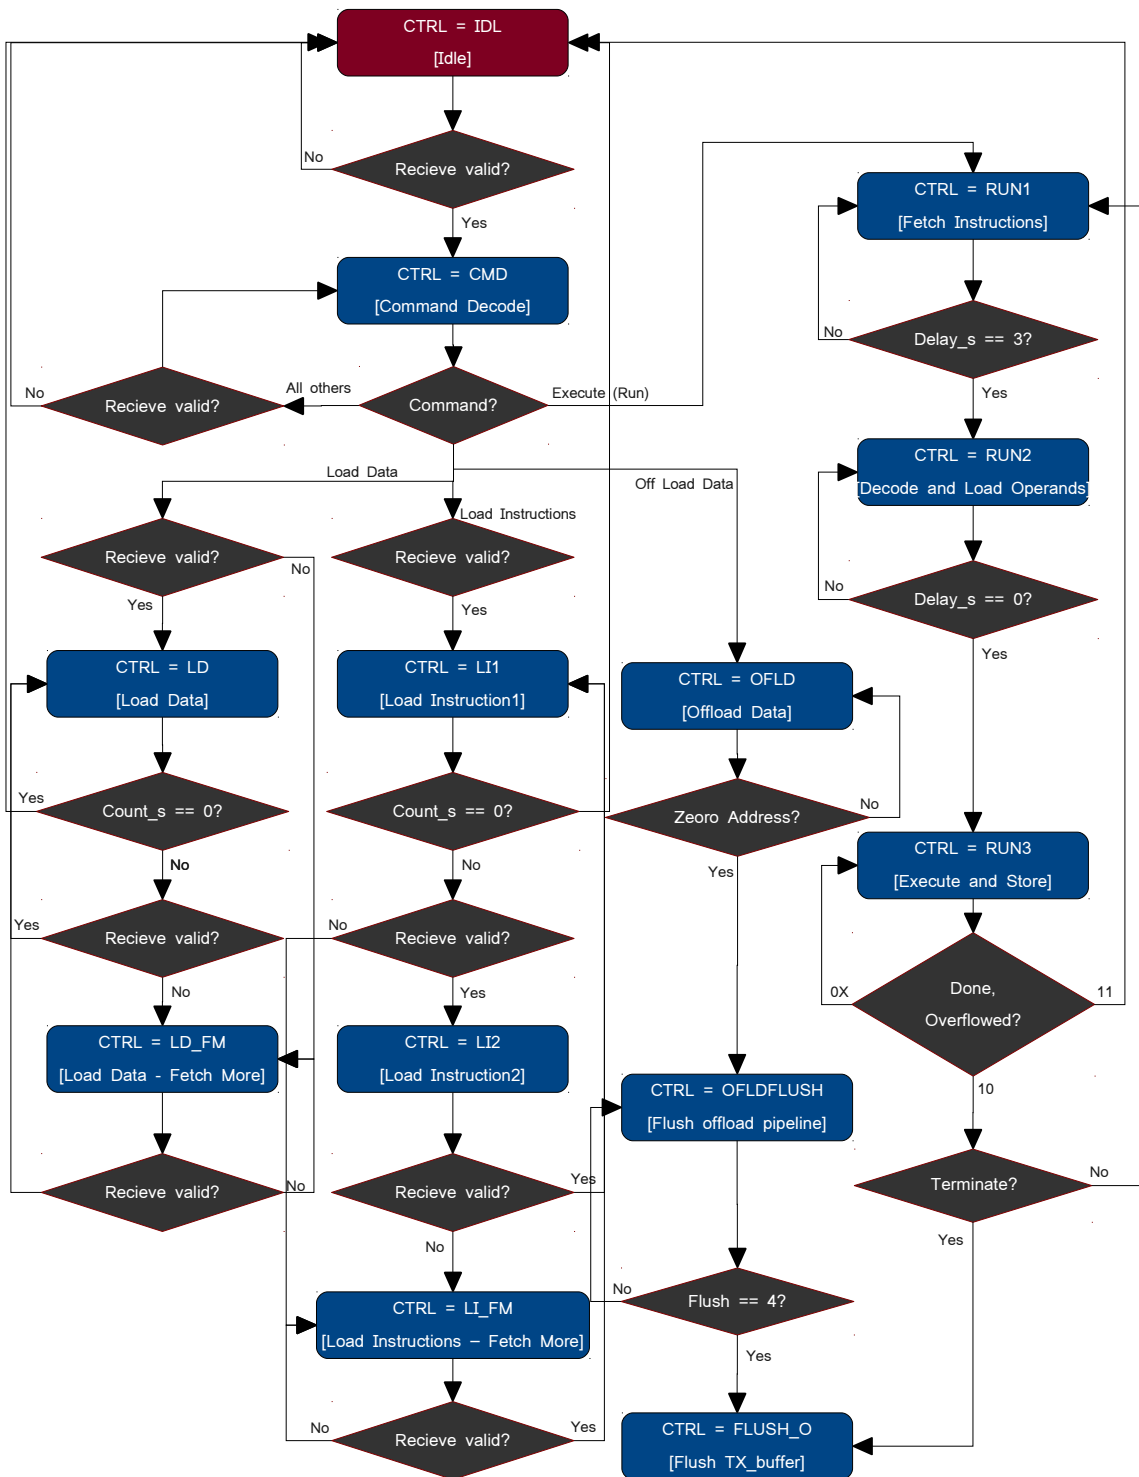 CTRL = IDL
[Idle]
No
Recieve valid?
Yes
CTRL = RUN1
[Fetch Instructions]
CTRL = CMD
[Command Decode]
No
Delay_s == 3?
Yes
No
Recieve valid?
All others
Command?
Execute (Run)
Load Data
Off Load Data
Load Instructions
CTRL = RUN2
[Decode and Load Operands]
Recieve valid?
No
Recieve valid?
Yes
Yes
No
Delay_s == 0?
Yes
CTRL = LD
[Load Data]
CTRL = LI1
[Load Instruction1]
CTRL = OFLD
[Offload Data]
Yes
Count_s == 0?
No
Count_s == 0?
No
Zeoro Address?
No
Yes
CTRL = RUN3
[Execute and Store]
Yes
Recieve valid?
No
No
Recieve valid?
Yes
0X
Done,
Overflowed?
11
10
CTRL = LD_FM
[Load Data - Fetch More]
CTRL = LI2
[Load Instruction2]
CTRL = OFLDFLUSH
[Flush offload pipeline]
Recieve valid?
No
Recieve valid?
Yes
No
Terminate?
No
Yes
CTRL = LI_FM
[Load Instructions – Fetch More]
No
Flush == 4?
Yes
No
Recieve valid?
Yes
CTRL = FLUSH_O
[Flush TX_buffer]